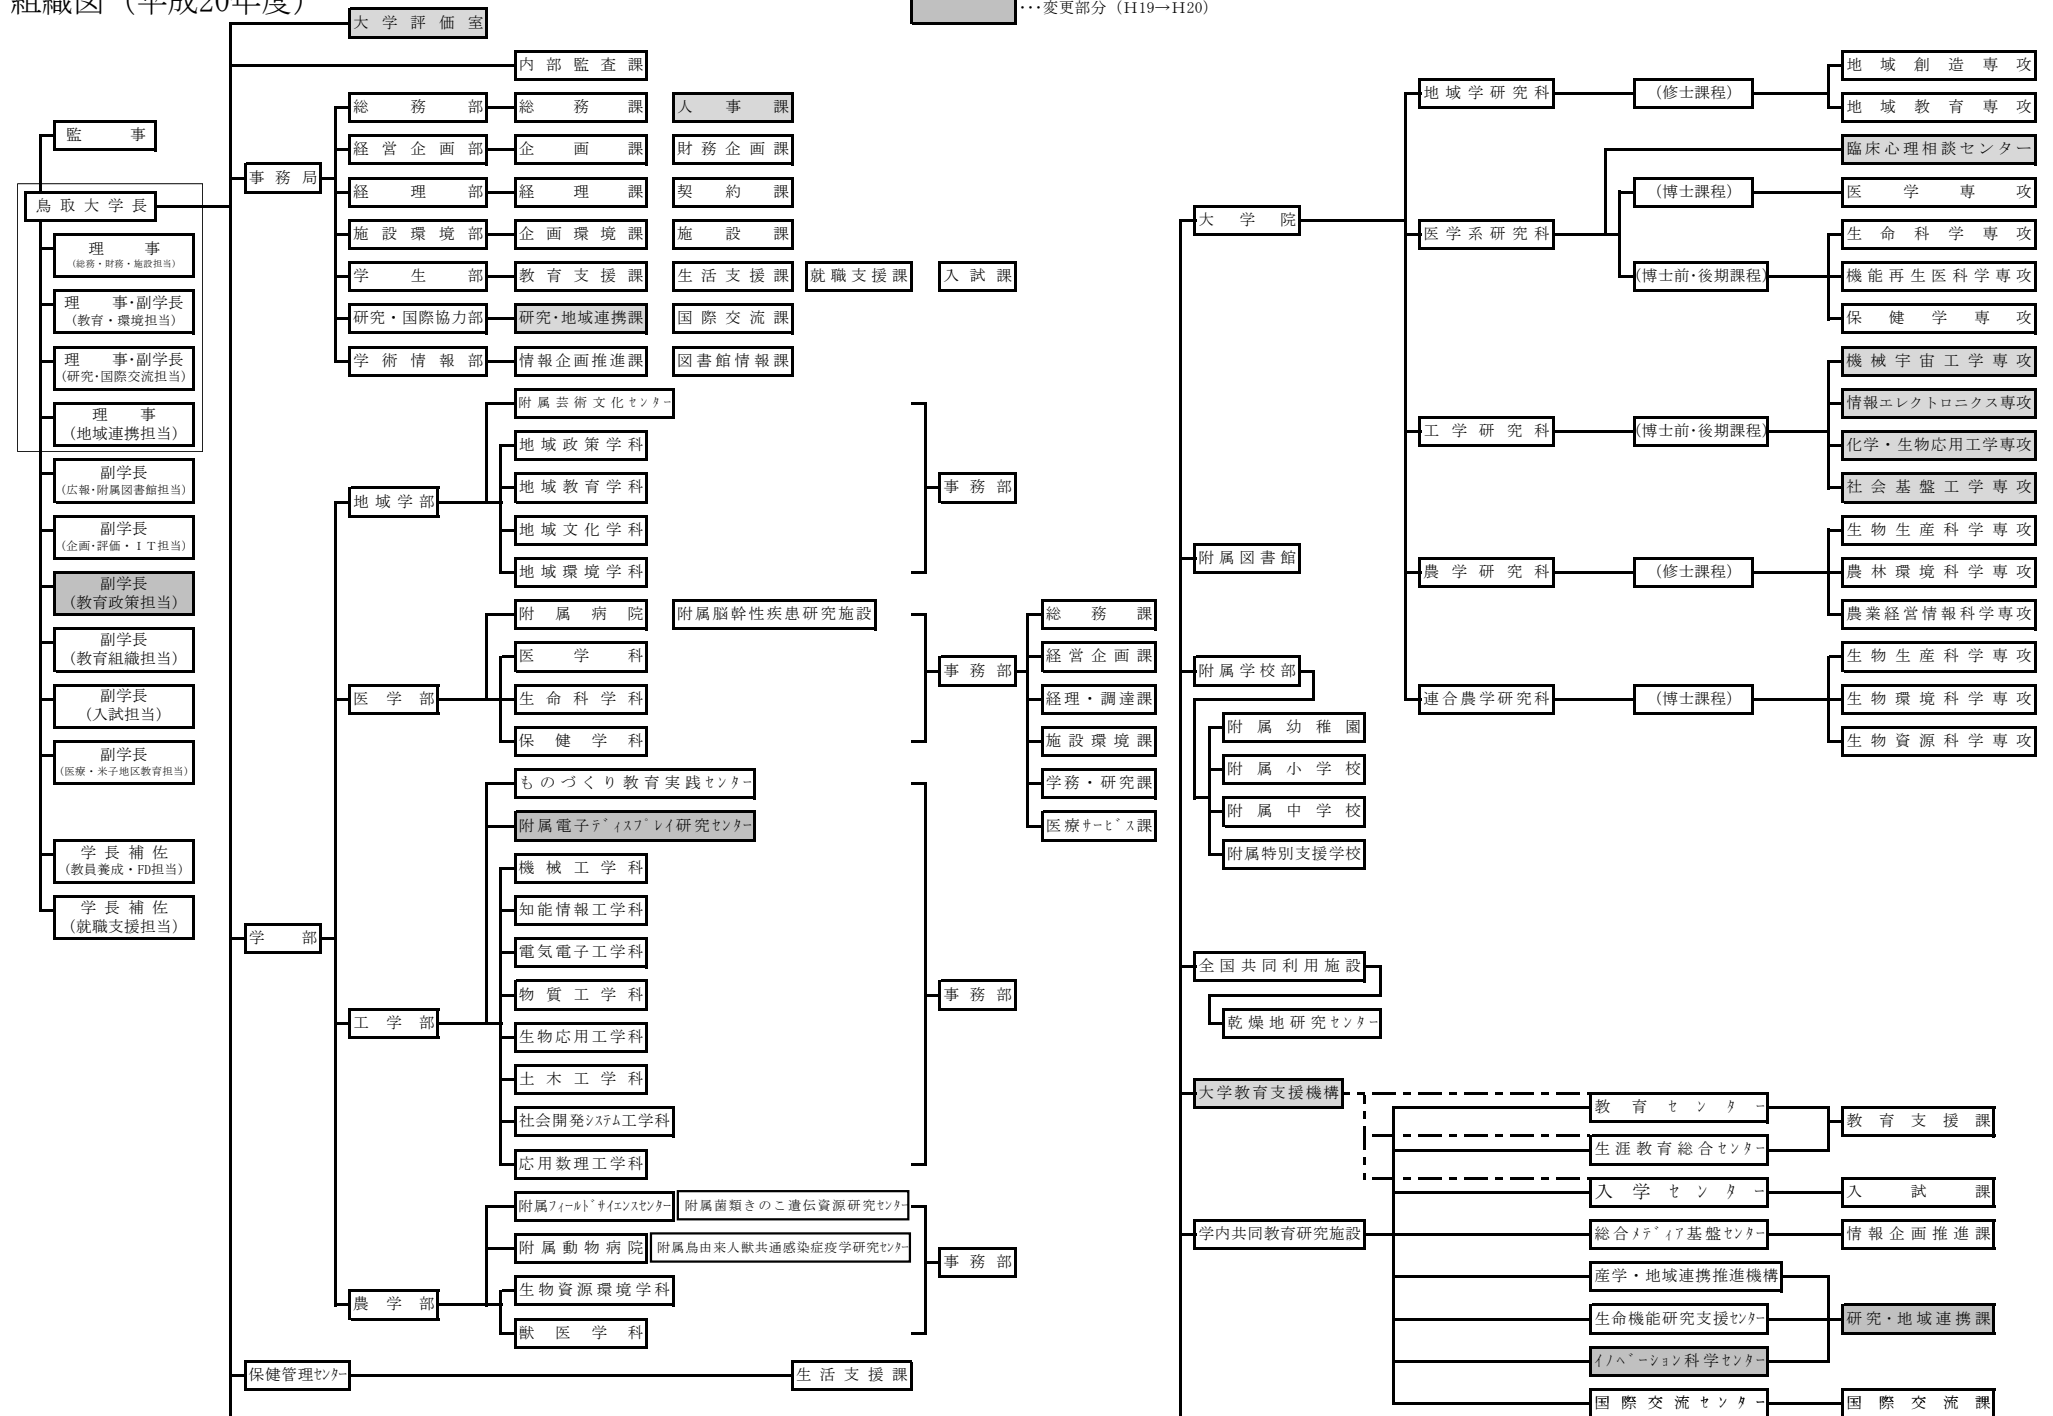 組織図（平成20年度）
･･･変更部分（Ｈ19→Ｈ20）
大学評価室
内部監査課
監事
鳥取大学長
理事
（総務・財務・施設担当）
理事・副学長
（教育・環境担当）
理事・副学長
（研究・国際交流担当）
理事
（地域連携担当）
副学長
（広報・附属図書館担当）
副学長
（企画・評価・ＩＴ担当）
副学長
（教育政策担当）
副学長
（教育組織担当）
副学長
（入試担当）
副学長
（医療・米子地区教育担当）
学長補佐
（教員養成・FD担当）
学長補佐
（就職支援担当）
事務局
総務部 総務課 人事課
経営企画部 企画課 財務企画課
経理部 経理課 契約課
施設環境部 企画環境課 施設課
学生部 教育支援課 生活支援課 就職支援課 入試課
研究・国際協力部 研究・地域連携課 国際交流課
学術情報部 情報企画推進課 図書館情報課
学部
地域学部
附属芸術文化ｾﾝﾀｰ
地域政策学科
地域教育学科
地域文化学科
地域環境学科
事務部
医学部
附属病院 附属脳幹性疾患研究施設
医学科
生命科学科
保健学科
事務部
総務課
経営企画課
経理・調達課
施設環境課
学務・研究課
医療ｻｰﾋﾞｽ課
工学部
ものづくり教育実践ｾﾝﾀｰ
附属電子ﾃﾞｨｽﾌﾟﾚｲ研究ｾﾝﾀｰ
機械工学科
知能情報工学科
電気電子工学科
物質工学科
生物応用工学科
土木工学科
社会開発ｼｽﾃﾑ工学科
応用数理工学科
事務部
農学部
附属ﾌｨｰﾙﾄﾞｻｲｴﾝｽｾﾝﾀｰ 附属菌類きのこ遺伝資源研究ｾﾝﾀｰ
附属動物病院 附属鳥由来人獣共通感染症疫学研究ｾﾝﾀｰ
生物資源環境学科
獣医学科
事務部
保健管理ｾﾝﾀｰ 生活支援課
大学院
地域学研究科 （修士課程）
地域創造専攻
地域教育専攻
医学系研究科
臨床心理相談センター
（博士課程） 医学専攻
（博士前・後期課程）
生命科学専攻
機能再生医科学専攻
保健学専攻
工学研究科 （博士前・後期課程）
機械宇宙工学専攻
情報エレクトロニクス専攻
化学・生物応用工学専攻
社会基盤工学専攻
農学研究科 （修士課程）
生物生産科学専攻
農林環境科学専攻
農業経営情報科学専攻
連合農学研究科 （博士課程）
生物生産科学専攻
生物環境科学専攻
生物資源科学専攻
附属図書館
附属学校部
附属幼稚園
附属小学校
附属中学校
附属特別支援学校
全国共同利用施設
乾燥地研究ｾﾝﾀｰ
大学教育支援機構
学内共同教育研究施設
教育センター
生涯教育総合ｾﾝﾀｰ
教育支援課
入学センター 入試課
総合ﾒﾃﾞｨｱ基盤ｾﾝﾀｰ 情報企画推進課
産学・地域連携推進機構
生命機能研究支援ｾﾝﾀｰ 研究・地域連携課
ｲﾉﾍﾞｰｼｮﾝ科学ｾﾝﾀｰ
国際交流センター 国際交流課